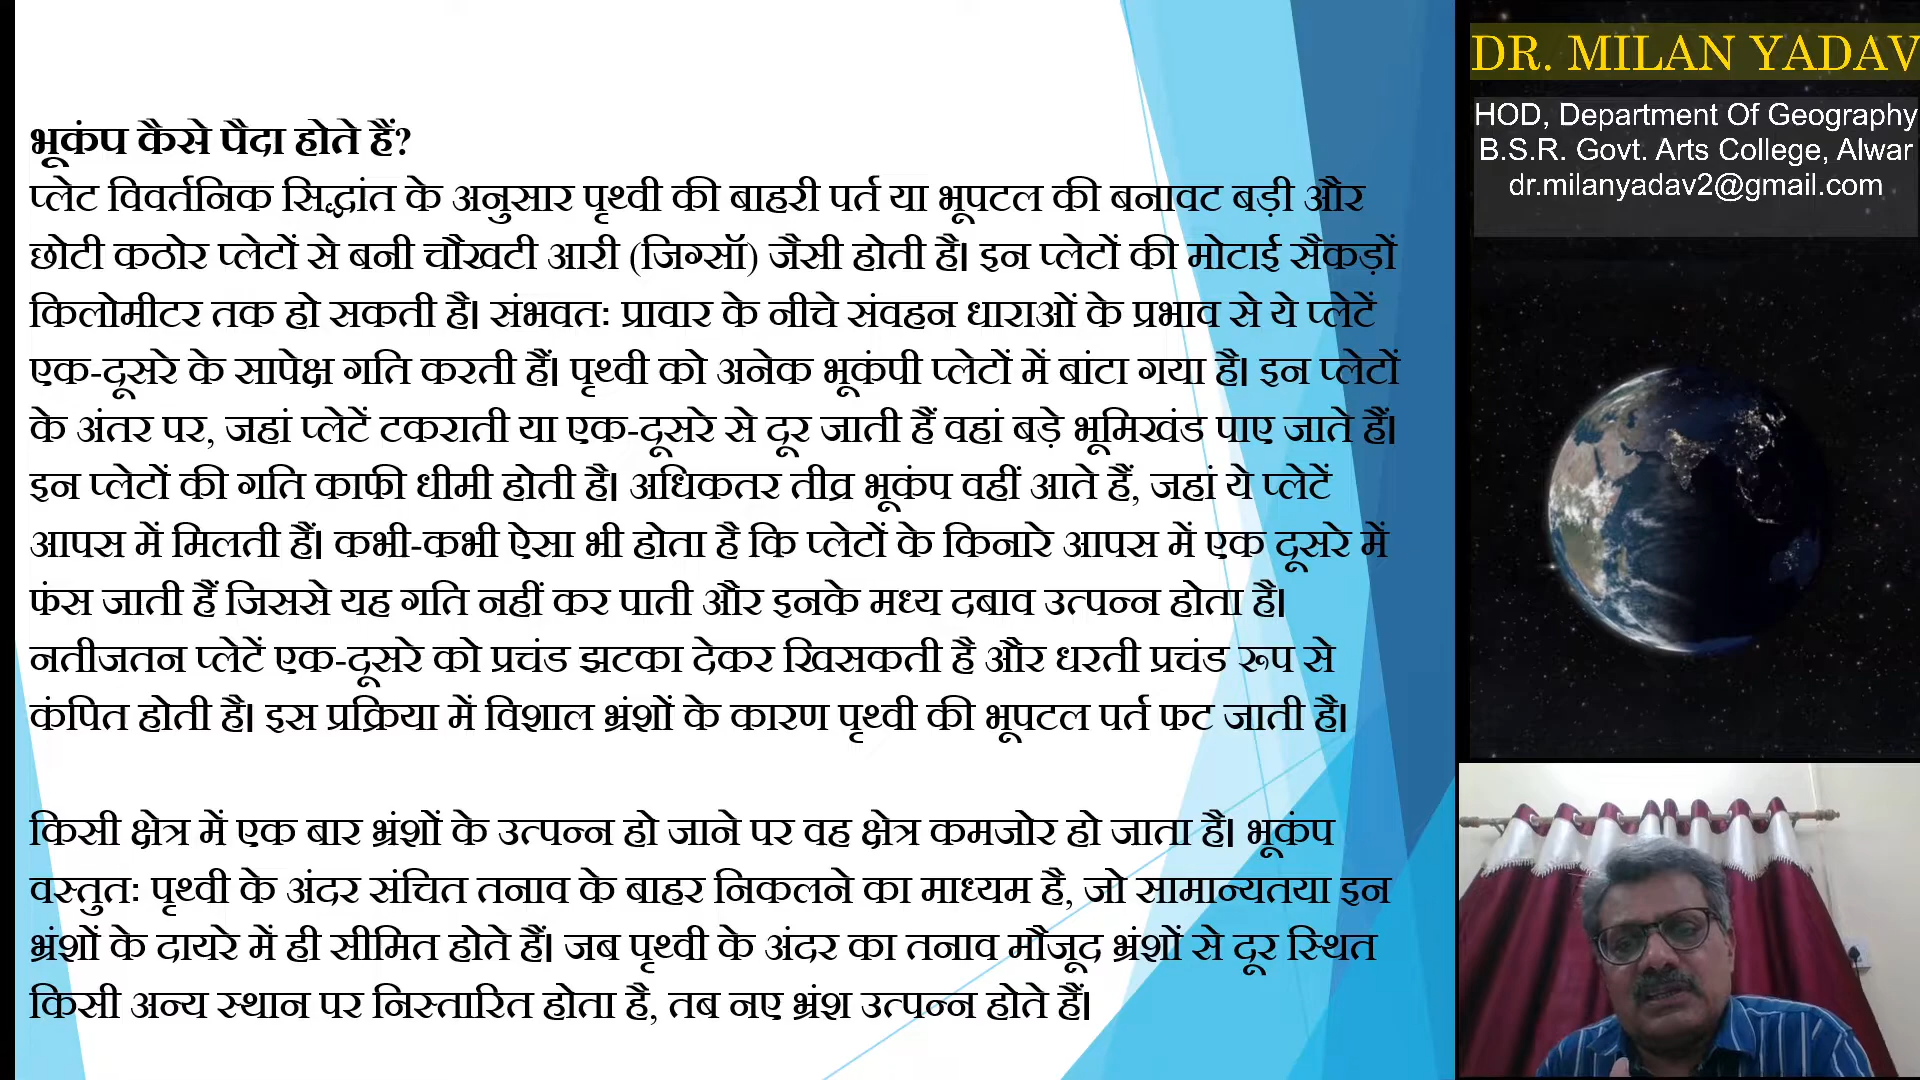 भूकंप कैसे पैदा होते हैं?
प्लेट विवर्तनिक सिद्धांत के अनुसार पृथ्वी की बाहरी पर्त या भूपटल की बनावट बड़ी और
छोटी कठोर प्लेटों से बनी चौखटी आरी (जिग्सॉ) जैसी होती है। इन प्लेटों की मोटाई सैकड़ों
किलोमीटर तक हो सकती है। संभवतः प्रावार के नीचे संवहन धाराओं के प्रभाव से ये प्लेटें
एक-दूसरे के सापेक्ष गति करती हैं। पृथ्वी को अनेक भूकंपी प्लेटों में बांटा गया है। इन प्लेटों
के अंतर पर, जहां प्लेटें टकराती या एक-दूसरे से दूर जाती हैं वहां बड़े भूमिखंड पाए जाते हैं।
इन प्लेटों की गति काफी धीमी होती है। अधिकतर तीव्र भूकंप वहीं आते हैं, जहां ये प्लेटें
आपस में मिलती हैं। कभी-कभी ऐसा भी होता है कि प्लेटों के किनारे आपस में एक दूसरे में
फंस जाती हैं जिससे यह गति नहीं कर पाती और इनके मध्य दबाव उत्पन्न होता है।
नतीजतन प्लेटें एक-दूसरे को प्रचंड झटका देकर खिसकती है और धरती प्रचंड रूप से
कंपित होती है। इस प्रक्रिया में विशाल भ्रंशों के कारण पृथ्वी की भूपटल पर्त फट जाती है।
किसी क्षेत्र में एक बार भ्रंशों के उत्पन्न हो जाने पर वह क्षेत्र कमजोर हो जाता है। भूकंप
वस्तुतः पृथ्वी के अंदर संचित तनाव के बाहर निकलने का माध्यम है, जो सामान्यतया इन
भ्रंशों के दायरे में ही सीमित होते हैं। जब पृथ्वी के अंदर का तनाव मौजूद भ्रंशों से दूर स्थित
किसी अन्य स्थान पर निस्तारित होता है, तब नए भ्रंश उत्पन्न होते हैं।
DR. MILAN YADAV
HOD, Department Of Geography
B.S.R. Govt. Arts College, Alwar
dr.milanyadav2@gmail.com